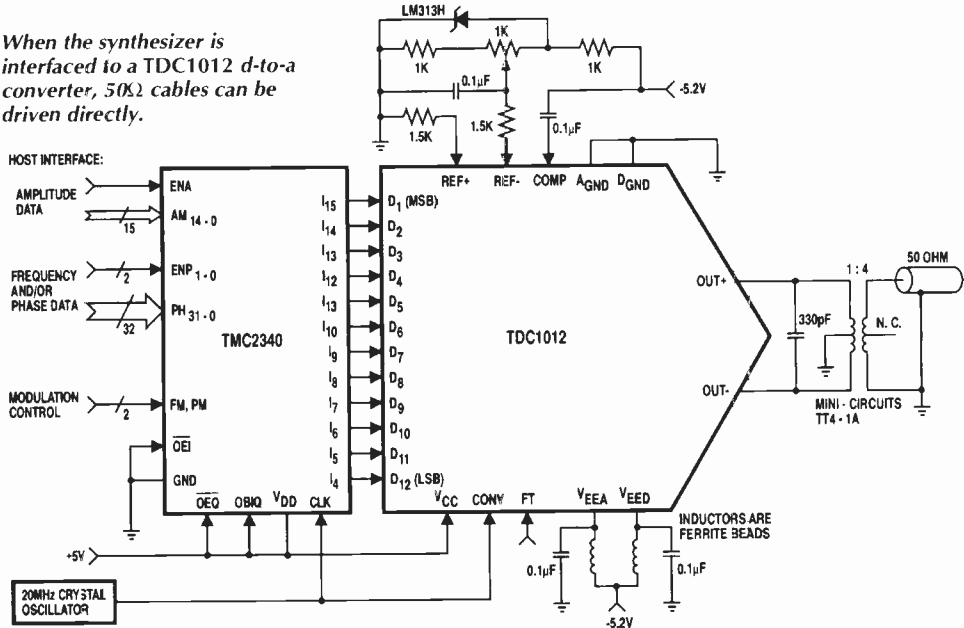 When the synthesizer is
interfaced to a TDC1012 d-to-a
converter, 50Ω cables can be
driven directly.
LM313H
1K
1K
1K
0.1µF
-5.2V
1.5K
1.5K
0.1µF
HOST INTERFACE:
AMPLITUDE
DATA
15
FREQUENCY
AND/OR
PHASE DATA
2
32
MODULATION
CONTROL
2
ENA
AM 14 - 0
ENP 1 - 0
PH 31 - 0
TMC2340
FM, PM
OEI
GND
OEQ OBIQ VDD CLK
I15
I14
I13
I12
I13
I10
I9
I8
I7
I6
I5
I4
REF+ REF- COMP AGND DGND
D1 (MSB)
D2
D3
D4
D5
D6
D7
D8
D9
D10
D11
D12 (LSB)
TDC1012
OUT+
OUT-
VCC CONV FT VEEA VEED
330pF
1 : 4
50 OHM
N. C.
MINI - CIRCUITS
TT4 - 1A
INDUCTORS ARE
FERRITE BEADS
0.1µF
0.1µF
-5.2V
+5V
20MHz CRYSTAL
OSCILLATOR